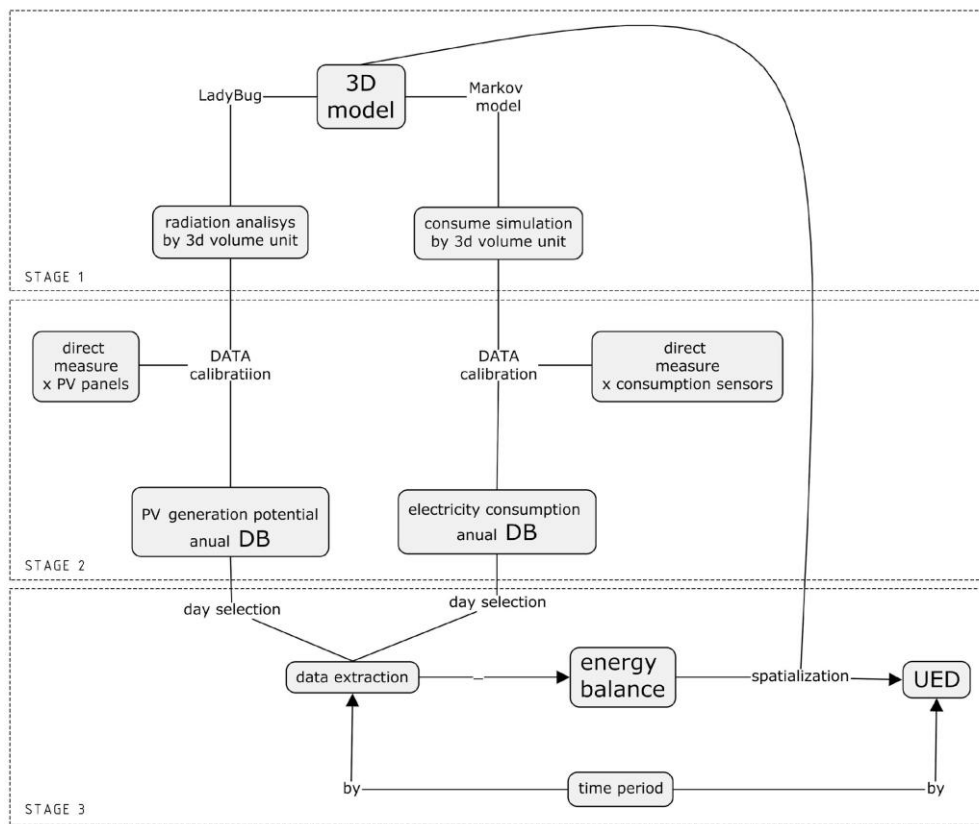 3D
model
LadyBug
Markov
model
radiation analisys
by 3d volume unit
consume simulation
by 3d volume unit
STAGE 1
direct
measure
x PV panels
DATA
calibratiion
DATA
calibration
direct
measure
x consumption sensors
PV generation potential
anual DB
electricity consumption
anual DB
STAGE 2
day selection
day selection
data extraction
_
energy
balance
spatialization
UED
by
time period
by
STAGE 3